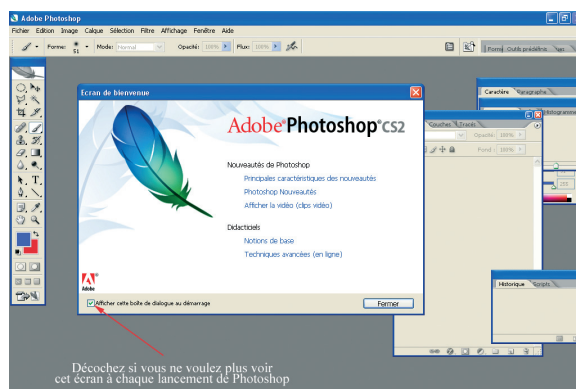 Adobe Photoshop
Fichier Edition Image Calque Sélection Filtre Affichage Fenêtre Aide
Forme: 51 Mode: Normal Opacité: 100% Flux: 100%
Outils prédéfinis
Ecran de bienvenue
Adobe® Photoshop® CS2
Nouveautés de Photoshop
Principales caractéristiques des nouveautés
Photoshop Nouveautés
Afficher la vidéo (clips vidéo)
Didacticiels
Notions de base
Techniques avancées (en ligne)
Adobe
Afficher cette boîte de dialogue au démarrage
Fermer
Caractère Paragraphe
Histogramme
Couches Tracés
Opacité: 100%
Fond: 100%
255
Historique Scripts
Décochez si vous ne voulez plus voir
cet écran à chaque lancement de Photoshop